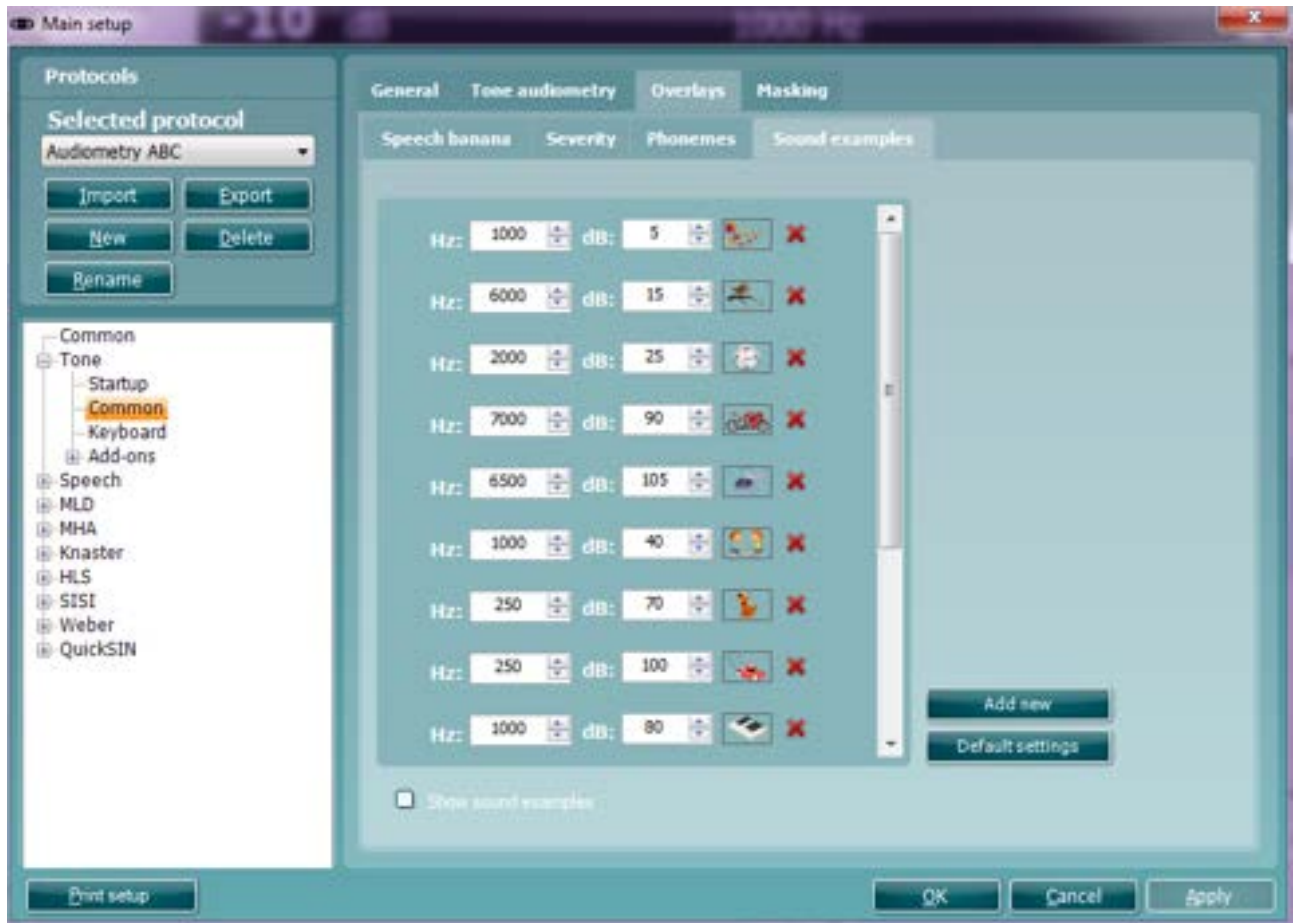 Main setup
-10 dB 1000 Hz
Protocols
Selected protocol
Audiometry ABC
Import Export
New Delete
Rename
Common
Tone
Startup
Common
Keyboard
Add-ons
Speech
MLD
MHA
Knaster
HLS
SISI
Weber
QuickSIN
General Tone audiometry Overlays Masking
Speech banana Severity Phonemes Sound examples
Hz: 1000 dB: 5
Hz: 6000 dB: 15
Hz: 2000 dB: 25
Hz: 7000 dB: 90
Hz: 6500 dB: 105
Hz: 1000 dB: 40
Hz: 250 dB: 70
Hz: 250 dB: 100
Hz: 1000 dB: 80
Add new
Default settings
Show sound examples
Print setup
OK Cancel Apply